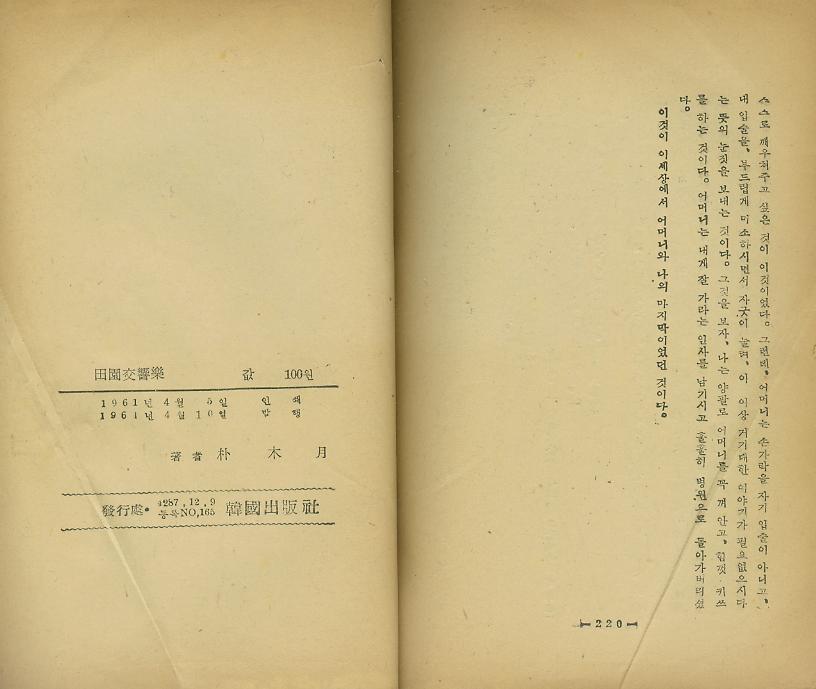 스스로 깨우쳐주고 싶은 것이 이것이었다。그런데、어머니는 손가락을 자기 입술이 아니고、
내 입술을、부드럽게 미소하시면서 자긋이 눌려、이 이상 거기대한 이야기가 필요없으시다
는 뜻의 눈짓을 보내는 것이다。그것을 보자、나는 양팔로 어머니를 꼭 껴 안고、힘껏 키쓰
를 하는 것이다。어머니는 내게 잘 가라는 인사를 남기시고 훌훌히 병원으로 돌아가버리셨
다。
이것이 이세상에서 어머니와 나의 마지막이었던 것이다。
220
田園交響樂 값 100원
1961년 4월 5일 인쇄
1961년 4월 10일 발행
著者 朴木月
發行處• 4287.12.9 등록NO,165 韓國出版社